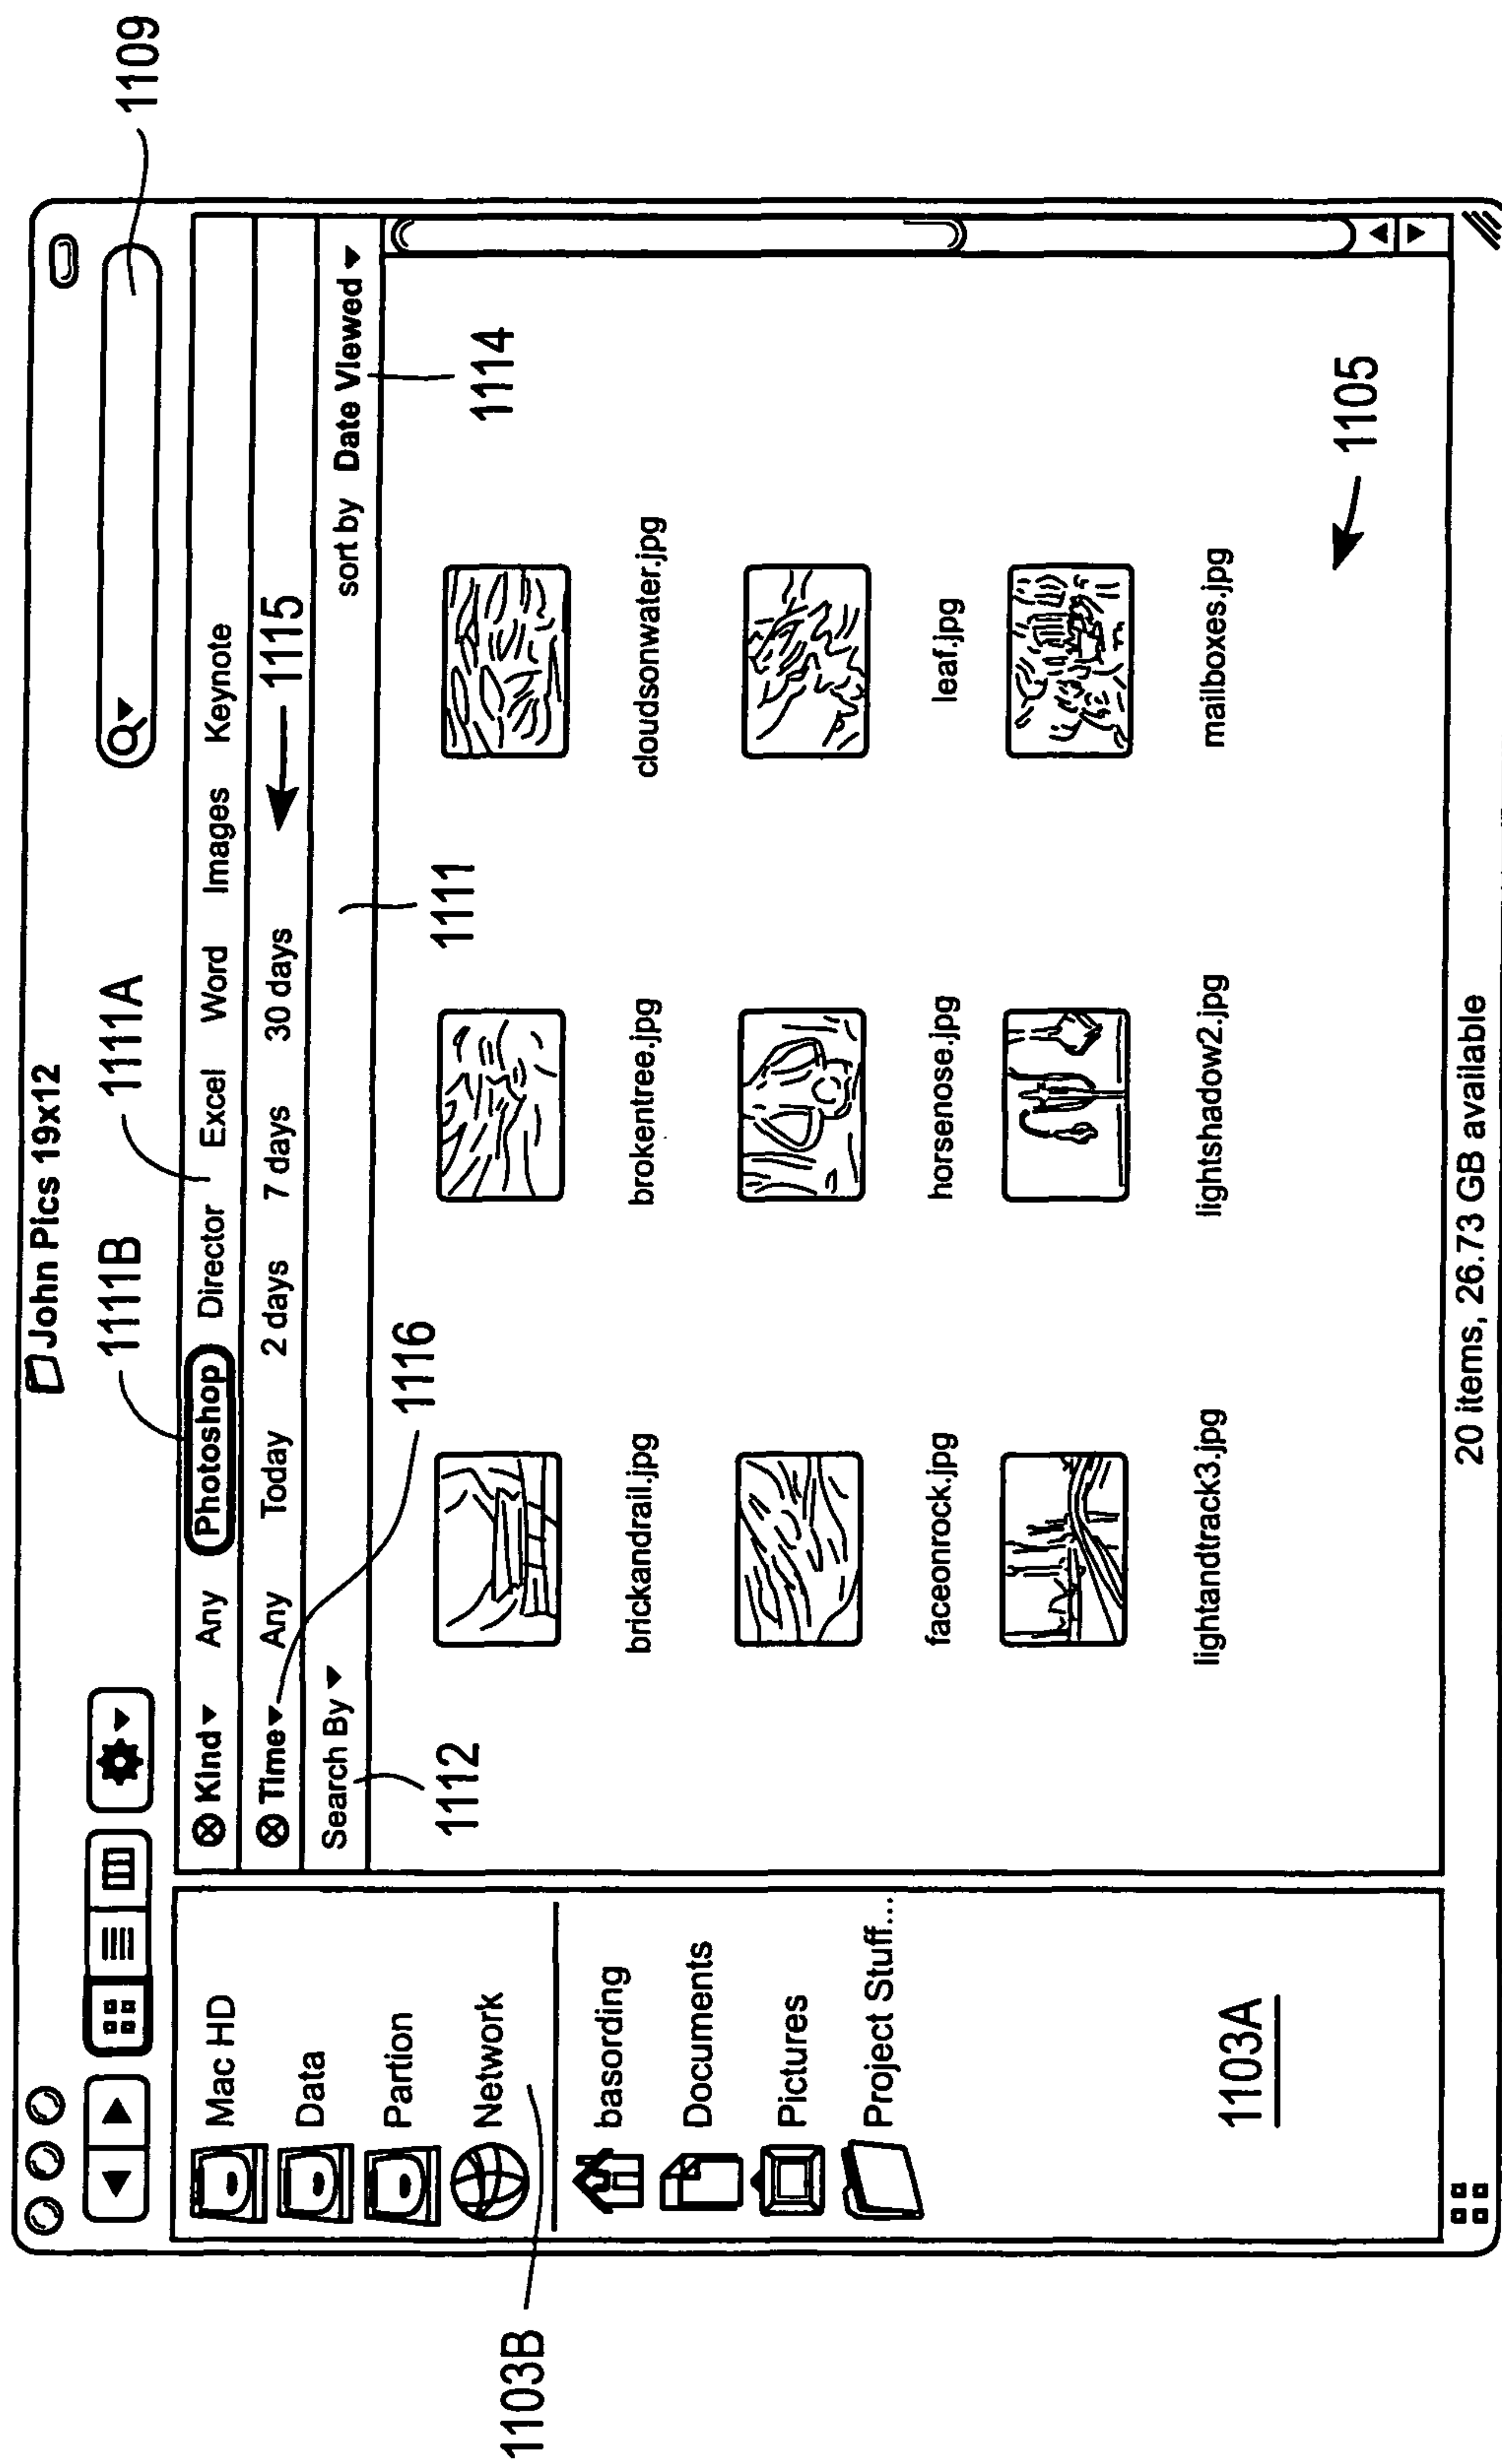 John Pics 19x12
1109
1111B
1111A
Kind Any Photoshop Director Excel Word Images Keynote
Time Any Today 2 days 7 days 30 days
1115
Search By
sort by Date Viewed
1116
1112
1111
1114
Mac HD
Data
Partion
Network
1103B
basording
Documents
Pictures
Project Stuff...
1103A
brickandrail.jpg
brokentree.jpg
cloudsonwater.jpg
faceonrock.jpg
horsenose.jpg
leaf.jpg
lightandtrack3.jpg
lightshadow2.jpg
mailboxes.jpg
1105
20 items, 26.73 GB available